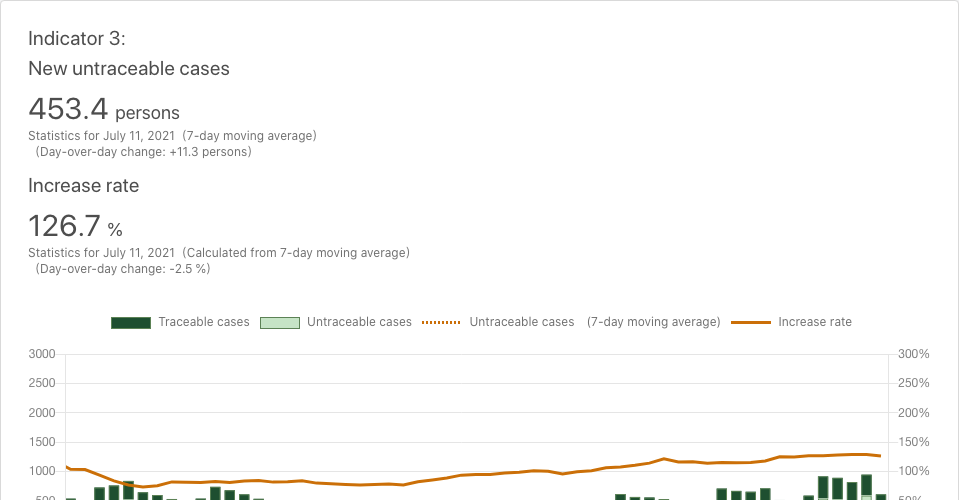 Indicator 3:
New untraceable cases
453.4 persons
Statistics for July 11, 2021 (7-day moving average)
(Day-over-day change: +11.3 persons)
Increase rate
126.7 %
Statistics for July 11, 2021 (Calculated from 7-day moving average)
(Day-over-day change: -2.5 %)
Traceable cases Untraceable cases Untraceable cases (7-day moving average) Increase rate
3000 300%
2500 250%
2000 200%
1500 150%
1000 100%
500 50%